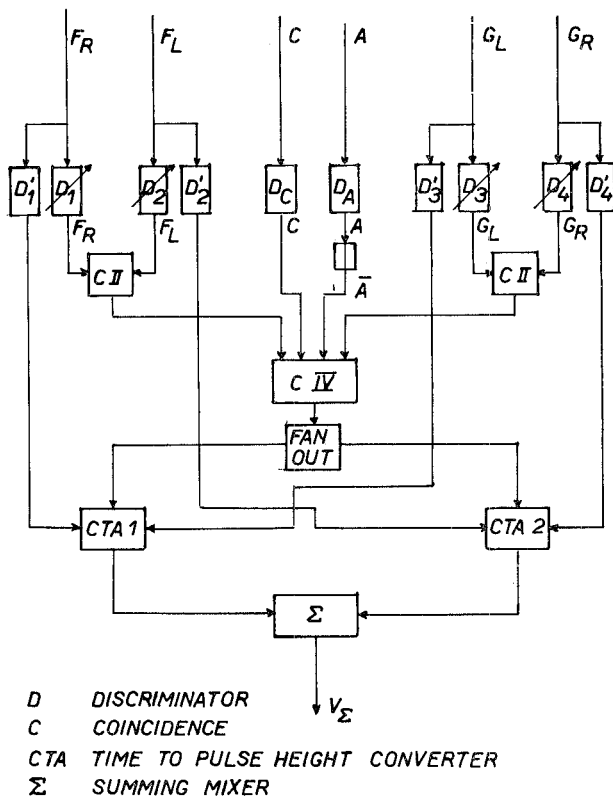 F_R F_L C A G_L G_R
D'_1 D_1 D_2 D'_2 D_C D_A D'_3 D_3 D_4 D'_4
F_R F_L C A G_L G_R
C II C II
A̅
C IV
FAN
OUT
CTA 1 CTA 2
Σ
V_Σ
D DISCRIMINATOR
C COINCIDENCE
CTA TIME TO PULSE HEIGHT CONVERTER
Σ SUMMING MIXER